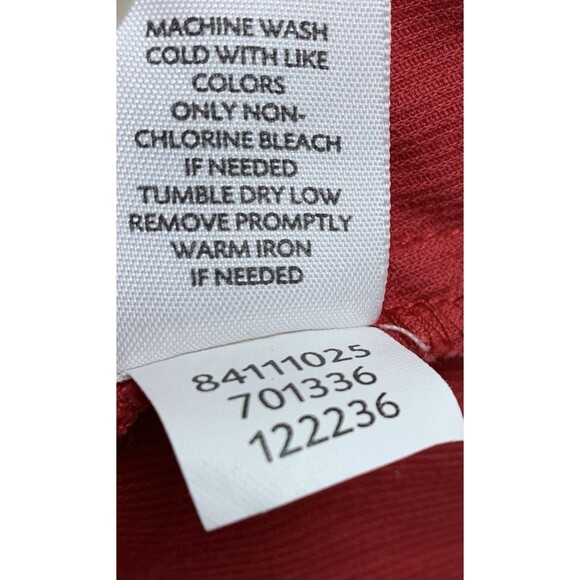 MACHINE WASH
COLD WITH LIKE
COLORS
ONLY NON-
CHLORINE BLEACH
IF NEEDED
TUMBLE DRY LOW
REMOVE PROMPTLY
WARM IRON
IF NEEDED
84111025
701336
122236